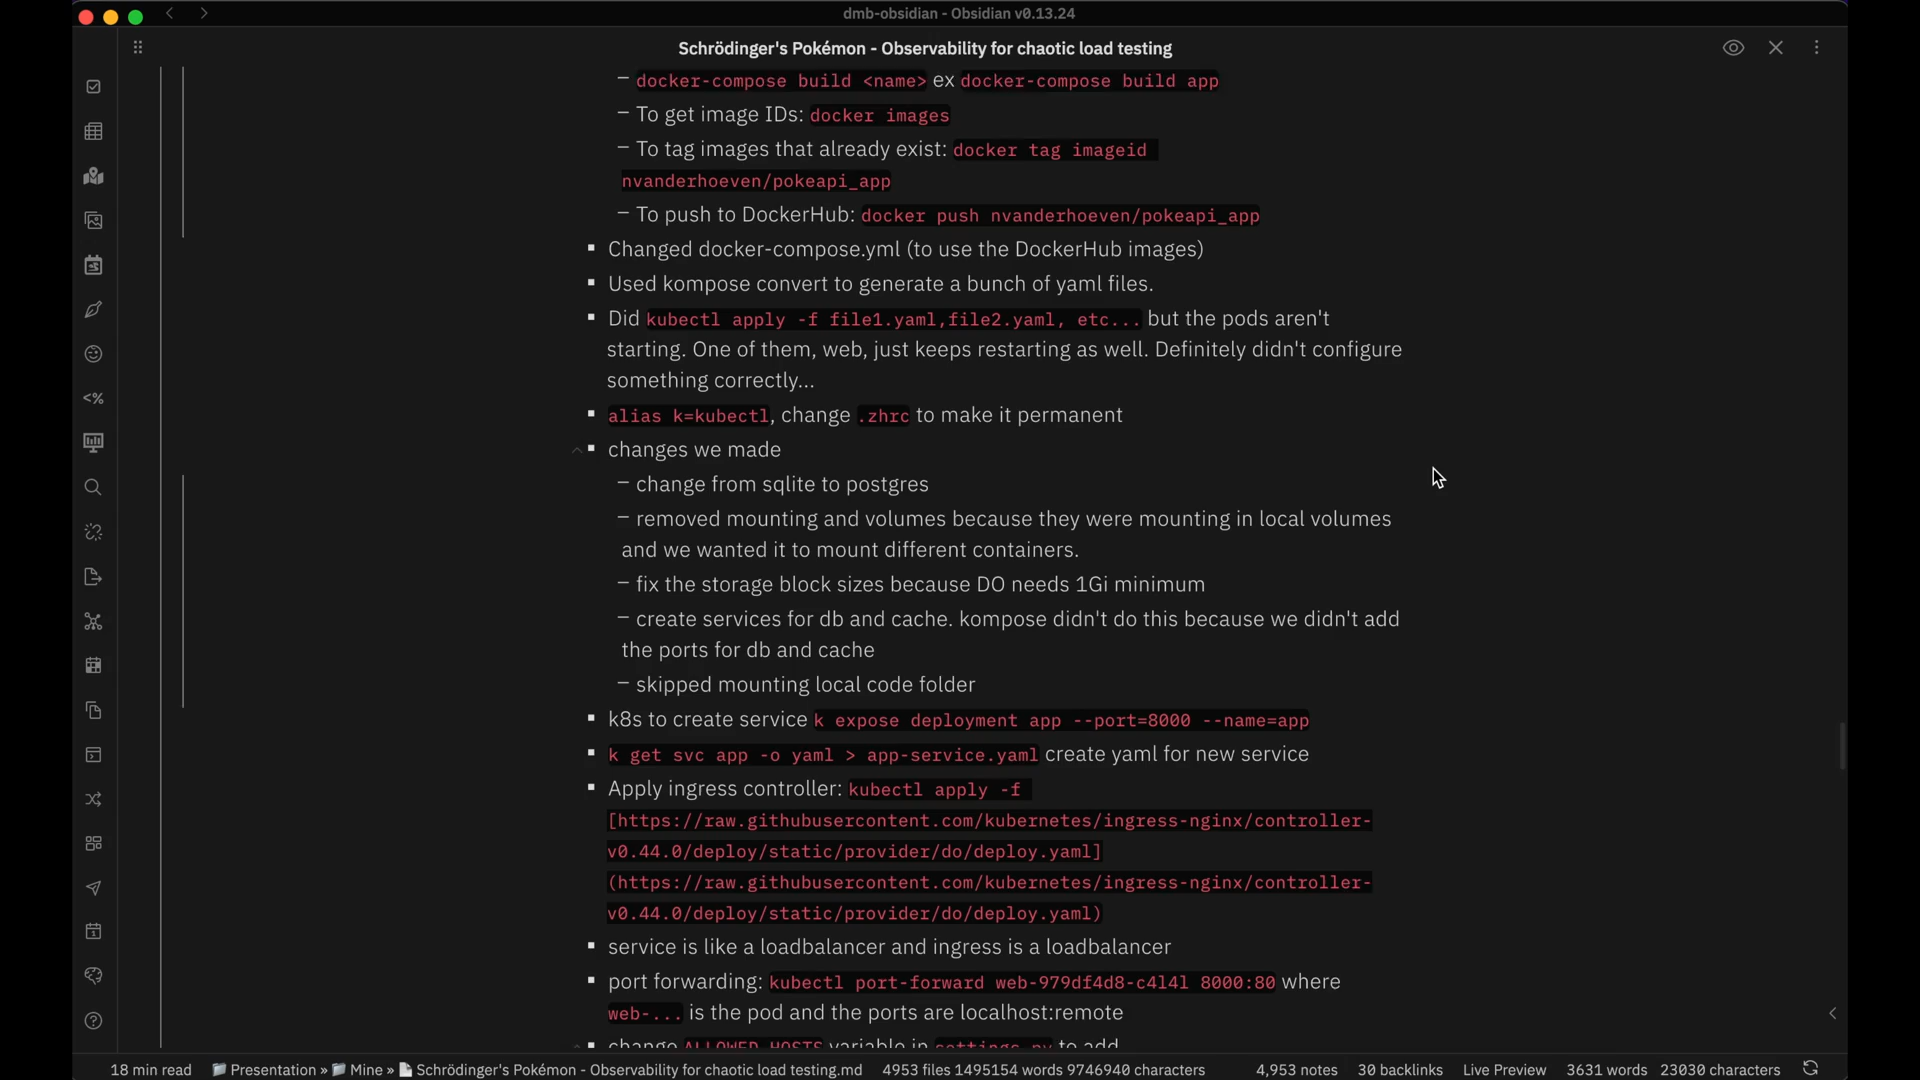 dmb-obsidian - Obsidian v0.13.24
Schrödinger's Pokémon - Observability for chaotic load testing
– docker-compose build <name> ex docker-compose build app
– To get image IDs: docker images
– To tag images that already exist: docker tag imageid
nvanderhoeven/pokeapi_app
– To push to DockerHub: docker push nvanderhoeven/pokeapi_app
▪ Changed docker-compose.yml (to use the DockerHub images)
▪ Used kompose convert to generate a bunch of yaml files.
▪ Did kubectl apply -f file1.yaml,file2.yaml, etc... but the pods aren't
starting. One of them, web, just keeps restarting as well. Definitely didn't configure
something correctly...
▪ alias k=kubectl, change .zhrc to make it permanent
▪ changes we made
– change from sqlite to postgres
– removed mounting and volumes because they were mounting in local volumes
and we wanted it to mount different containers.
– fix the storage block sizes because DO needs 1Gi minimum
– create services for db and cache. kompose didn't do this because we didn't add
the ports for db and cache
– skipped mounting local code folder
▪ k8s to create service k expose deployment app --port=8000 --name=app
▪ k get svc app -o yaml > app-service.yaml create yaml for new service
▪ Apply ingress controller: kubectl apply -f
[https://raw.githubusercontent.com/kubernetes/ingress-nginx/controller-
v0.44.0/deploy/static/provider/do/deploy.yaml]
(https://raw.githubusercontent.com/kubernetes/ingress-nginx/controller-
v0.44.0/deploy/static/provider/do/deploy.yaml)
▪ service is like a loadbalancer and ingress is a loadbalancer
▪ port forwarding: kubectl port-forward web-979df4d8-c4l4l 8000:80 where
web-... is the pod and the ports are localhost:remote
▪ change ALLOWED_HOSTS variable in settings.py to add
18 min read Presentation » Mine » Schrödinger's Pokémon - Observability for chaotic load testing.md 4953 files 1495154 words 9746940 characters 4,953 notes 30 backlinks Live Preview 3631 words 23030 characters